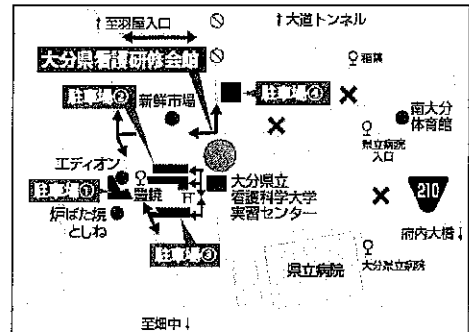 ↑至羽屋入口
↑大道トンネル
大分県看護研修会館
稲葉
駐車場②
新鮮市場
駐車場④
南大分
体育館
県立病院
入口
エディオン
豊饒
大分県立
看護科学大学
実習センター
駐車場①
210
炉ばた焼
としね
府内大橋↓
駐車場③
県立病院
大分県立病院
至畑中↓